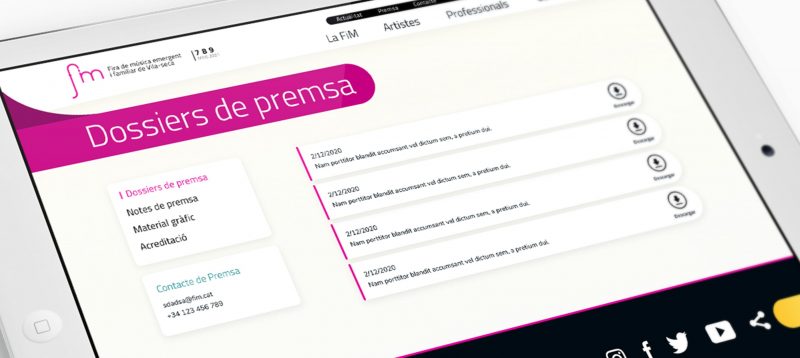 Actualitat Premsa Contacte
La FiM Artistes Professionals
fim Fira de música emergent
i familiar de Vila-seca
7 8 9
Dossiers de premsa
Dossiers de premsa
Notes de premsa
Material gràfic
Acreditació
Contacte de Premsa
sdadsa@fim.cat
+34 123 456 789
2/12/2020
Nam porttitor blandit accumsant vel dictum sem, a pretium dui.
Descarregar
2/12/2020
Nam porttitor blandit accumsant vel dictum sem, a pretium dui.
Descarregar
2/12/2020
Nam porttitor blandit accumsant vel dictum sem, a pretium dui.
Descarregar
2/12/2020
Nam porttitor blandit accumsant vel dictum sem, a pretium dui.
Descarregar